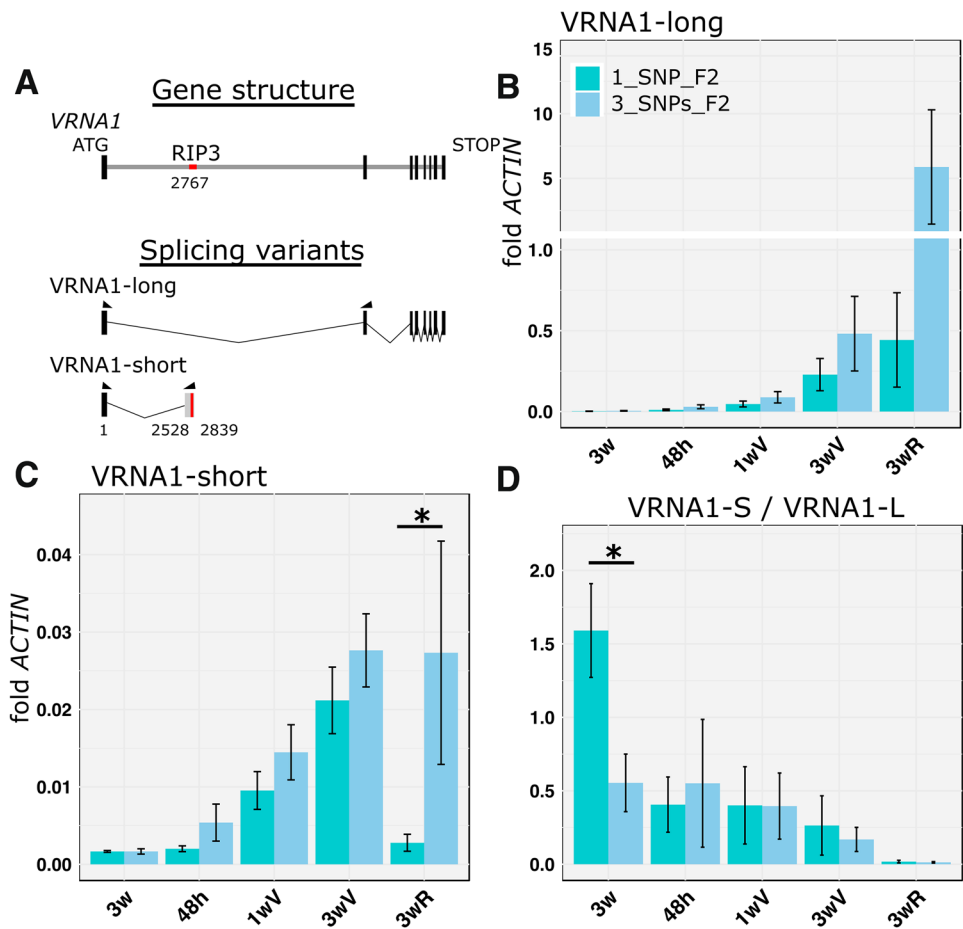 A
Gene structure
VRNA1
ATG
STOP
RIP3
2767
Splicing variants
VRNA1-long
VRNA1-short
1
2528
2839
B
VRNA1-long
15
10
5
1.0
0.5
0.0
fold ACTIN
1_SNP_F2
3_SNPs_F2
3w
48h
1wV
3wV
3wR
C
VRNA1-short
*
0.04
0.03
0.02
0.01
0.00
fold ACTIN
3w
48h
1wV
3wV
3wR
D
VRNA1-S / VRNA1-L
*
2.0
1.5
1.0
0.5
0.0
3w
48h
1wV
3wV
3wR